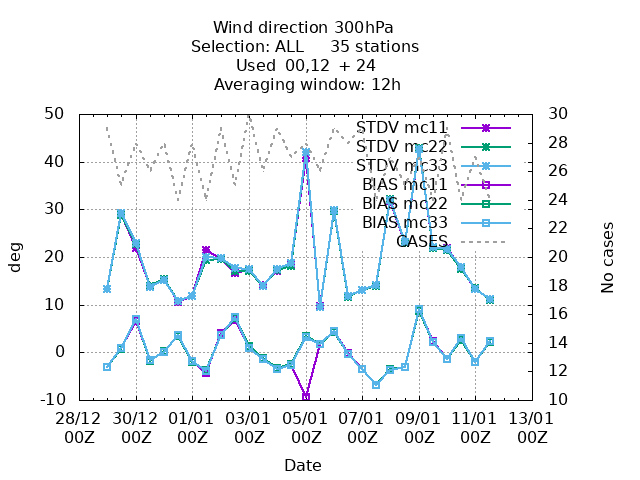 Wind direction 300hPa
Selection: ALL 35 stations
Used 00,12 + 24
Averaging window: 12h
50 30
STDV mc11
28
STDV mc22
40 26
STDV mc33
BIAS mc11
24
30
BIAS mc22
22
BIAS mc33
CASES
20 20
18
10
16
0 14
12
-10 10
deg
No cases
28/12 30/12 01/01 03/01 05/01 07/01 09/01 11/01 13/01
00Z 00Z 00Z 00Z 00Z 00Z 00Z 00Z 00Z
Date